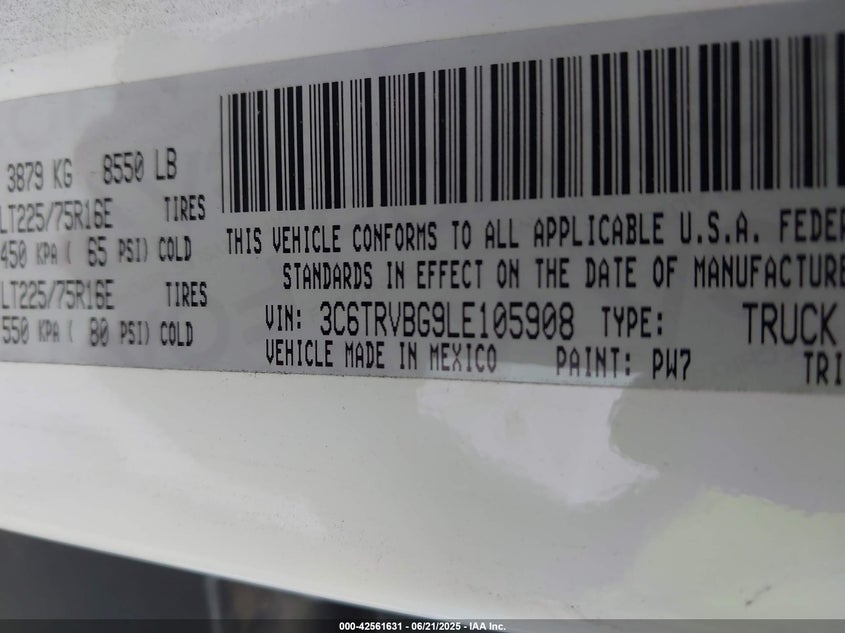 3879 KG 8550 LB
LT225/75R16E TIRES
450 KPA ( 65 PSI) COLD
LT225/75R16E TIRES
550 KPA ( 80 PSI) COLD
THIS VEHICLE CONFORMS TO ALL APPLICABLE U.S.A. FEDER
STANDARDS IN EFFECT ON THE DATE OF MANUFACTURE
VIN: 3C6TRVBG9LE105908 TYPE: TRUCK
VEHICLE MADE IN MEXICO PAINT: PW7 TRI
000-42561631 - 06/21/2025 - IAA Inc.